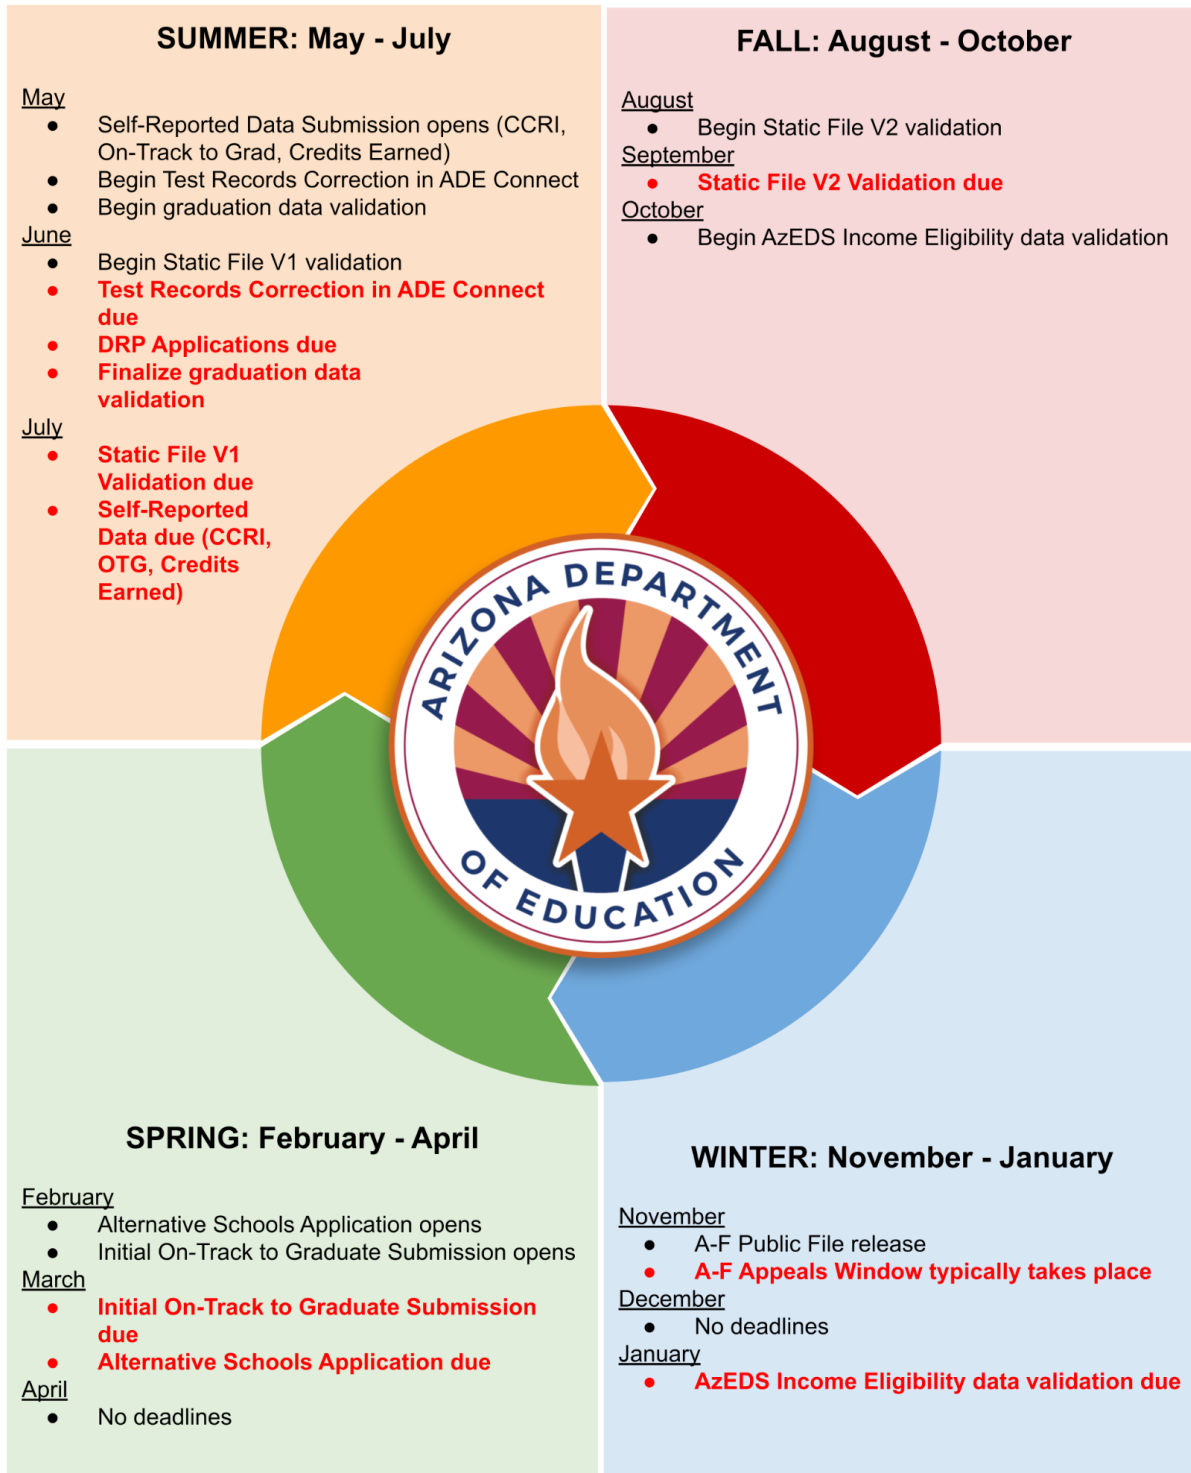 SUMMER: May - July
May
● Self-Reported Data Submission opens (CCRI,
On-Track to Grad, Credits Earned)
● Begin Test Records Correction in ADE Connect
● Begin graduation data validation
June
● Begin Static File V1 validation
● Test Records Correction in ADE Connect
due
● DRP Applications due
● Finalize graduation data
validation
July
● Static File V1
Validation due
● Self-Reported
Data due (CCRI,
OTG, Credits
Earned)
FALL: August - October
August
● Begin Static File V2 validation
September
● Static File V2 Validation due
October
● Begin AzEDS Income Eligibility data validation
ARIZONA DEPARTMENT
OF EDUCATION
SPRING: February - April
February
● Alternative Schools Application opens
● Initial On-Track to Graduate Submission opens
March
● Initial On-Track to Graduate Submission
due
● Alternative Schools Application due
April
● No deadlines
WINTER: November - January
November
● A-F Public File release
● A-F Appeals Window typically takes place
December
● No deadlines
January
● AzEDS Income Eligibility data validation due